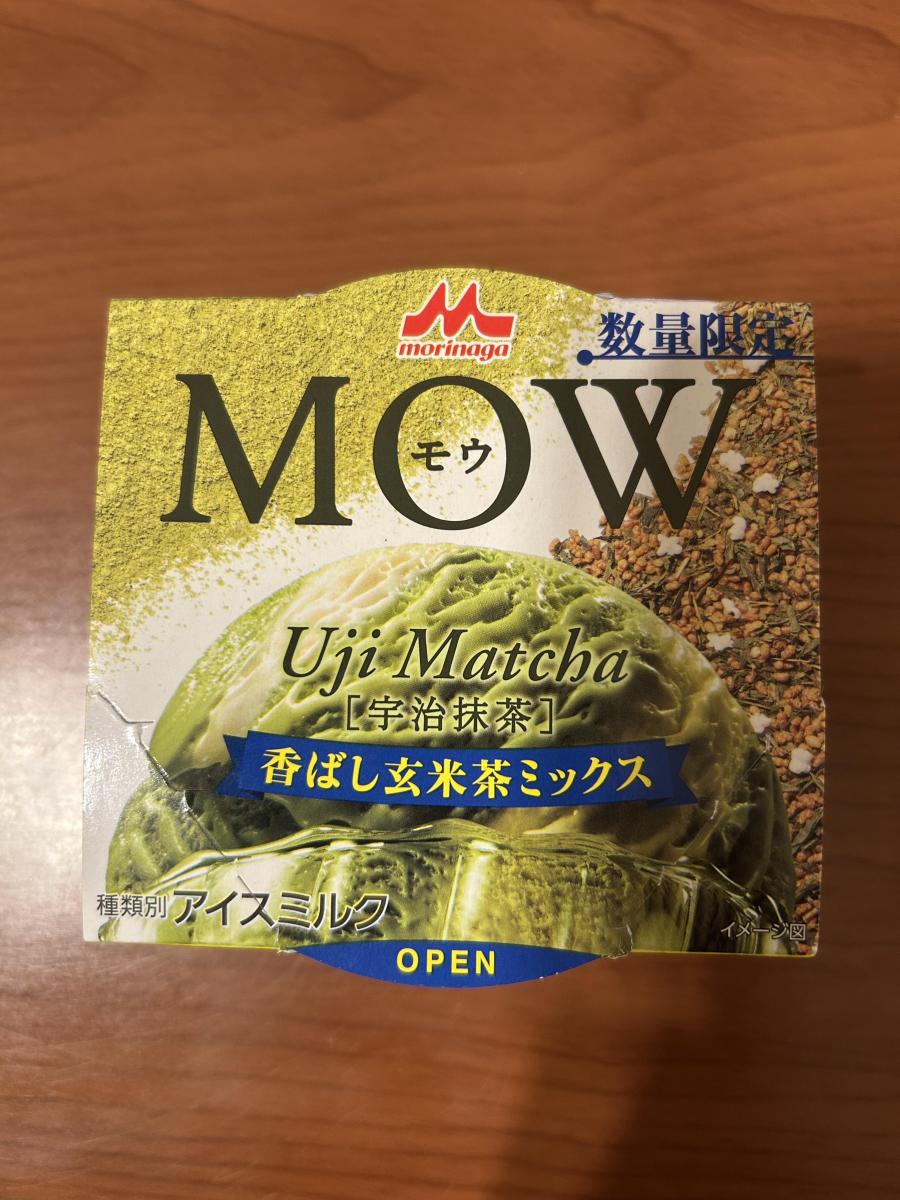 morinaga
数量限定
MOW
モウ
Uji Matcha
［宇治抹茶］
香ばし玄米茶ミックス
種類別 アイスミルク
イメージ図
OPEN